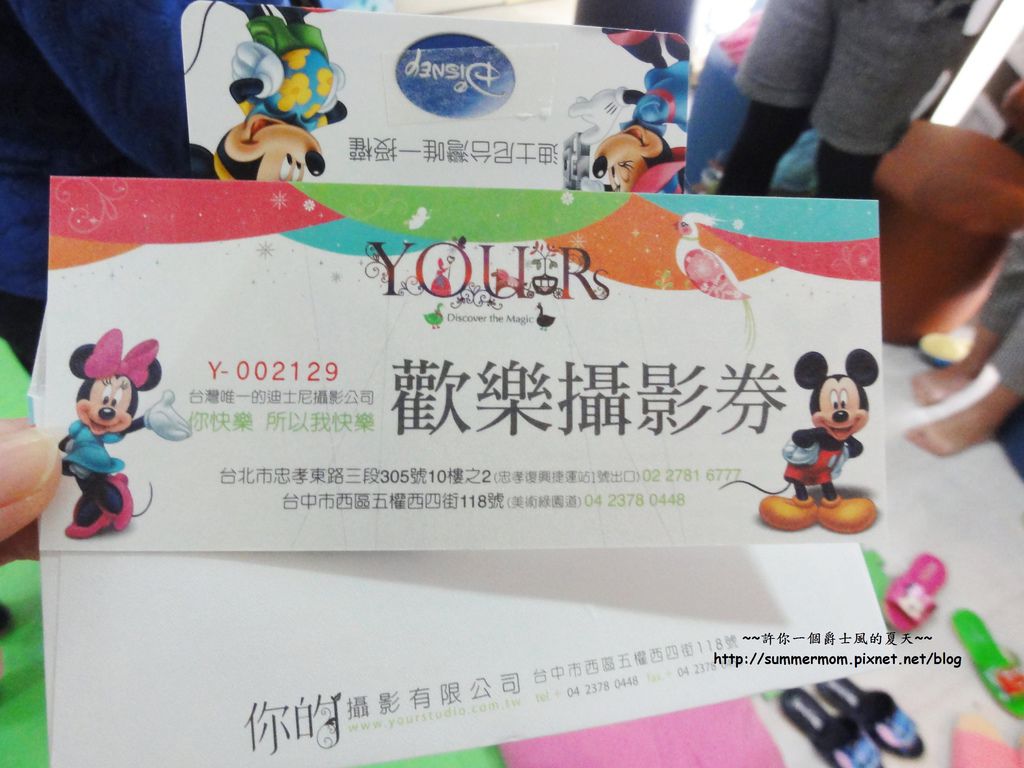 Disney
迪士尼台灣唯一授權
YOURs
Discover the Magic
Y-002129
台灣唯一的迪士尼攝影公司
你快樂 所以我快樂
歡樂攝影券
台北市忠孝東路三段305號10樓之2(忠孝復興捷運站1號出口)02 2781 6777
台中市西區五權西四街118號(美術綠園道)04 2378 0448
~~許你一個爵士風的夏天~~
http://summermom.pixnet.net/blog
你的攝影有限公司 台中市西區五權西四街118號
www.yourstudio.com.tw tel + 04 2378 0448 fax + 04 2378